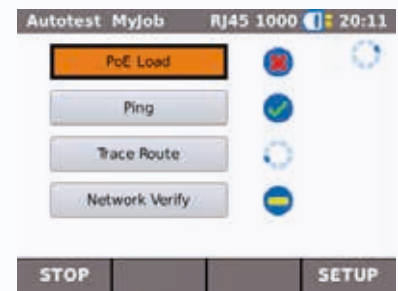 Autotest MyJob RJ45 1000 20:11
PoE Load
Ping
Trace Route
Network Verify
STOP SETUP